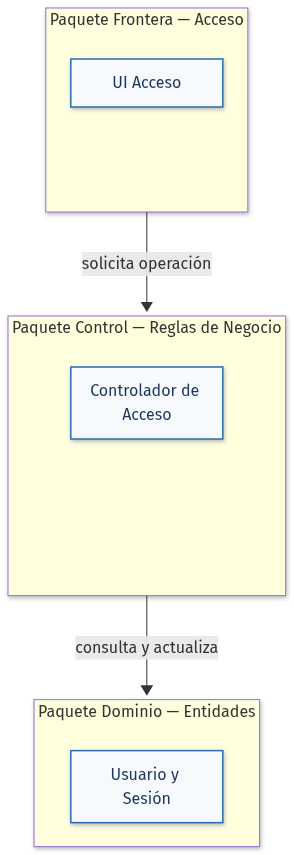 Paquete Frontera — Acceso
UI Acceso
solicita operación
Paquete Control — Reglas de Negocio
Controlador de
Acceso
consulta y actualiza
Paquete Dominio — Entidades
Usuario y
Sesión